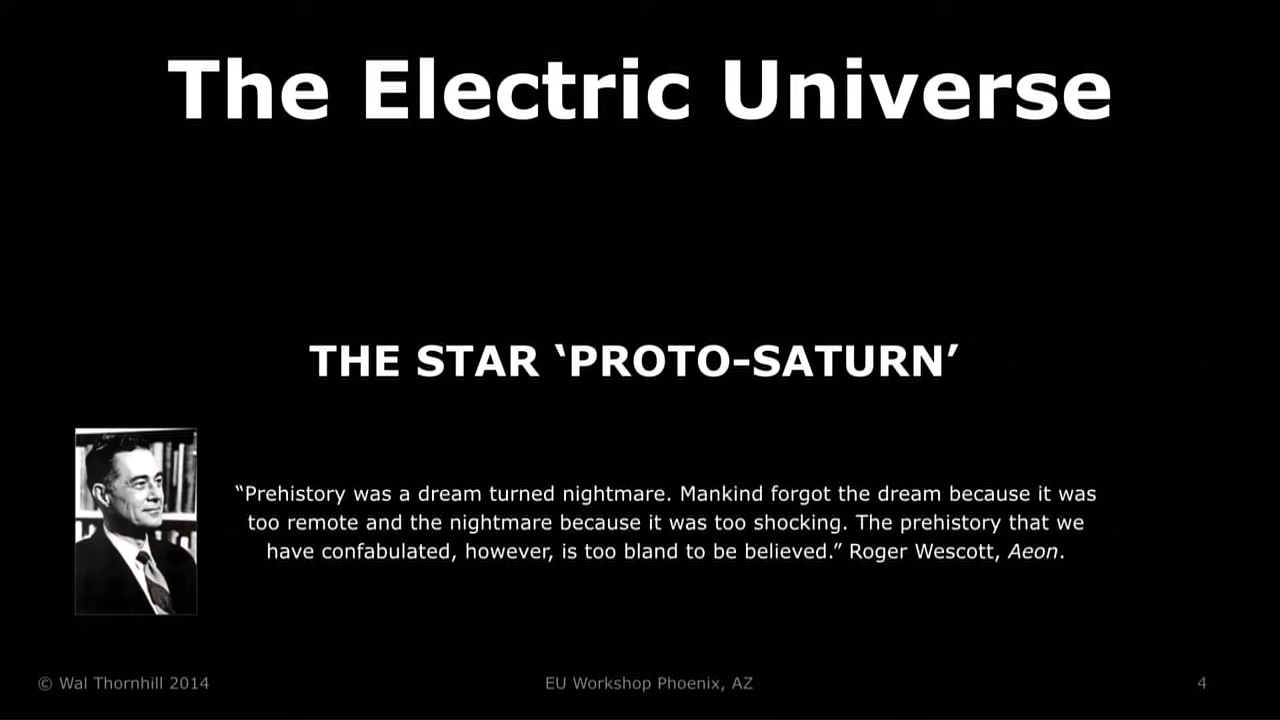 The Electric Universe
THE STAR ‘PROTO-SATURN’
“Prehistory was a dream turned nightmare. Mankind forgot the dream because it was
too remote and the nightmare because it was too shocking. The prehistory that we
have confabulated, however, is too bland to be believed.” Roger Wescott, Aeon.
© Wal Thornhill 2014
EU Workshop Phoenix, AZ
4